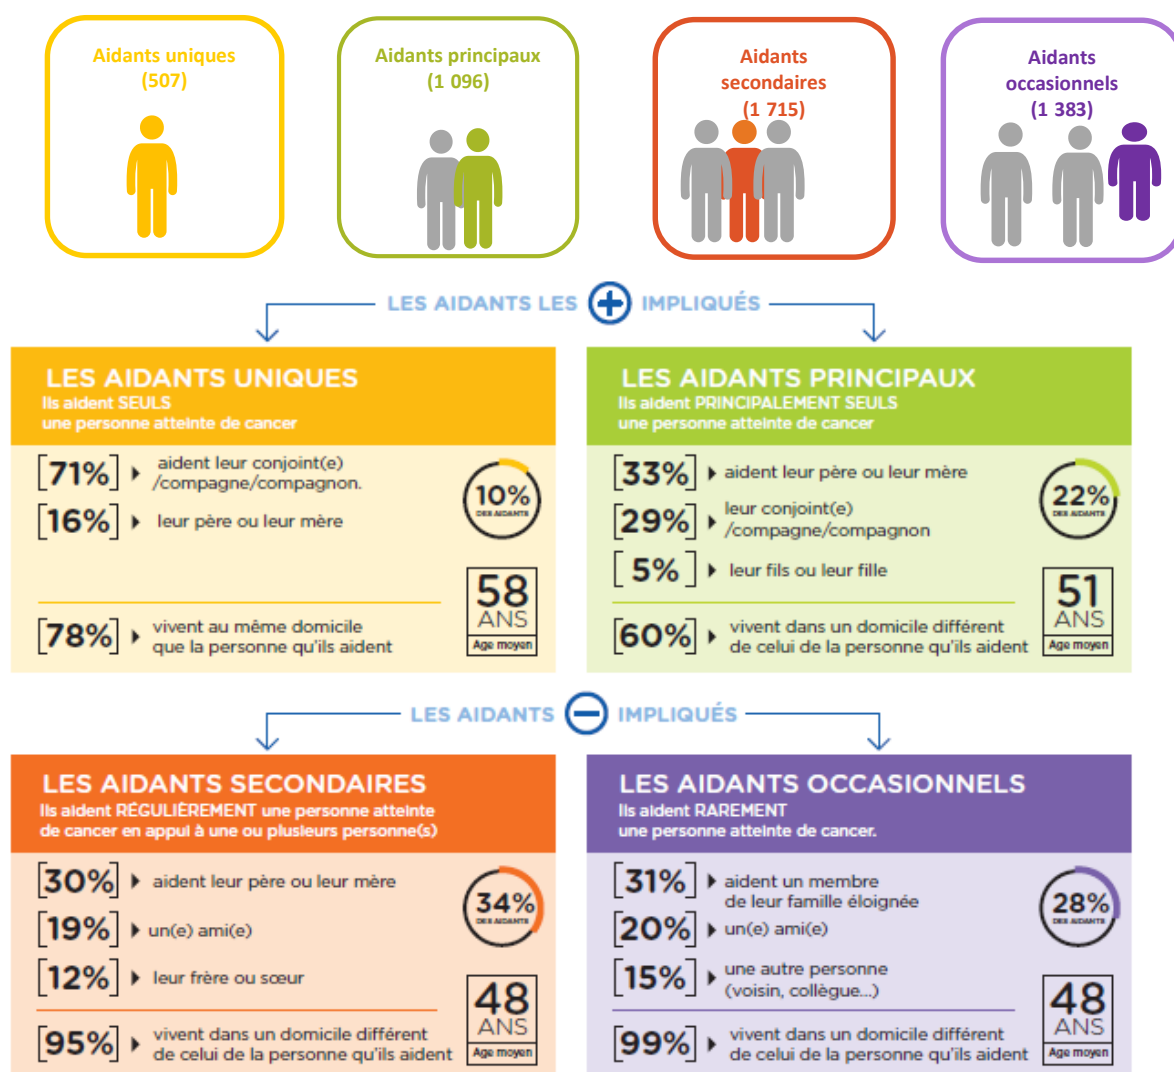 Aidants uniques
(507)
Aidants principaux
(1 096)
Aidants
secondaires
(1 715)
Aidants
occasionnels
(1 383)
LES AIDANTS LES + IMPLIQUÉS
LES AIDANTS UNIQUES
Ils aident SEULS
une personne atteinte de cancer
[71%] aident leur conjoint(e)
/compagne/compagnon.
[16%] leur père ou leur mère
10%
DES AIDANTS
58
ANS
Age moyen
[78%] vivent au même domicile
que la personne qu'ils aident
LES AIDANTS PRINCIPAUX
Ils aident PRINCIPALEMENT SEULS
une personne atteinte de cancer
[33%] aident leur père ou leur mère
[29%] leur conjoint(e)
/compagne/compagnon
[5%] leur fils ou leur fille
22%
DES AIDANTS
51
ANS
Age moyen
[60%] vivent dans un domicile différent
de celui de la personne qu'ils aident
LES AIDANTS − IMPLIQUÉS
LES AIDANTS SECONDAIRES
Ils aident RÉGULIÈREMENT une personne atteinte
de cancer en appui à une ou plusieurs personne(s)
[30%] aident leur père ou leur mère
[19%] un(e) ami(e)
[12%] leur frère ou sœur
34%
DES AIDANTS
48
ANS
Age moyen
[95%] vivent dans un domicile différent
de celui de la personne qu'ils aident
LES AIDANTS OCCASIONNELS
Ils aident RAREMENT
une personne atteinte de cancer.
[31%] aident un membre
de leur famille éloignée
[20%] un(e) ami(e)
[15%] une autre personne
(voisin, collègue...)
28%
DES AIDANTS
48
ANS
Age moyen
[99%] vivent dans un domicile différent
de celui de la personne qu'ils aident